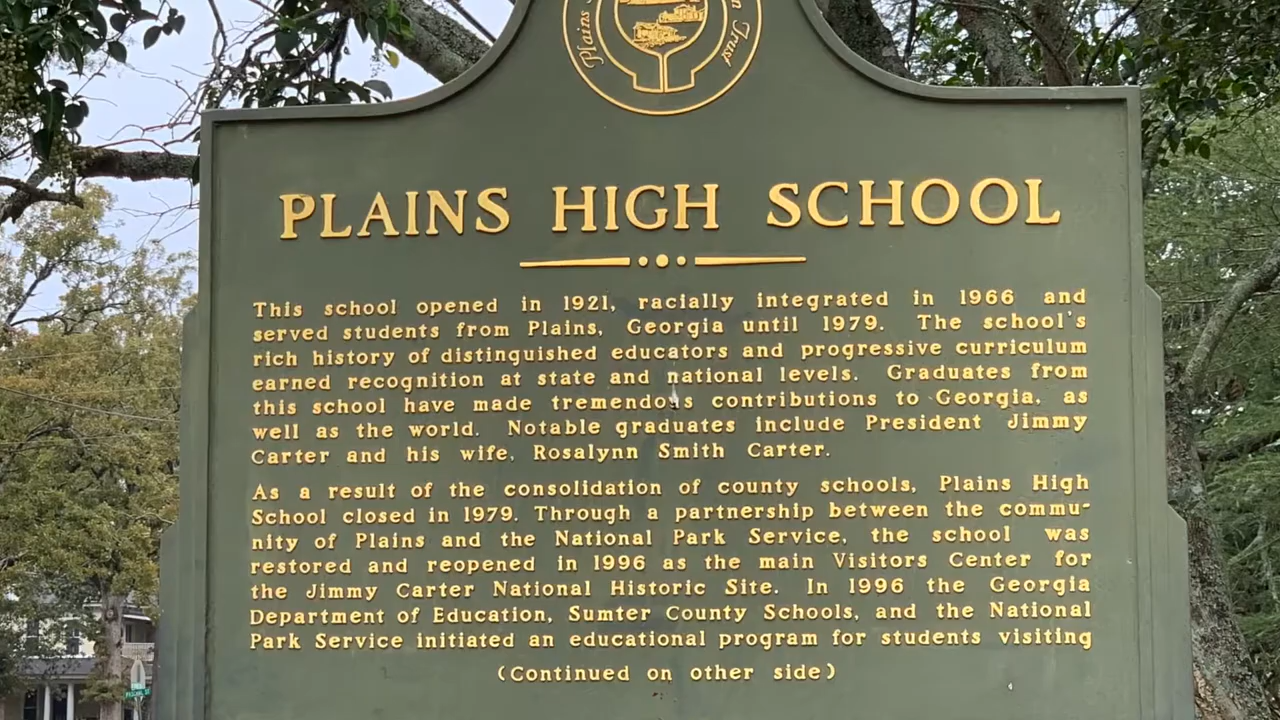 Plains
in Trust
PLAINS HIGH SCHOOL
This school opened in 1921, racially integrated in 1966 and
served students from Plains, Georgia until 1979. The school's
rich history of distinguished educators and progressive curriculum
earned recognition at state and national levels. Graduates from
this school have made tremendous contributions to Georgia, as
well as the world. Notable graduates include President Jimmy
Carter and his wife, Rosalynn Smith Carter.
As a result of the consolidation of county schools, Plains High
School closed in 1979. Through a partnership between the commu-
nity of Plains and the National Park Service, the school was
restored and reopened in 1996 as the main Visitors Center for
the Jimmy Carter National Historic Site. In 1996 the Georgia
Department of Education, Sumter County Schools, and the National
Park Service initiated an educational program for students visiting
(Continued on other side)